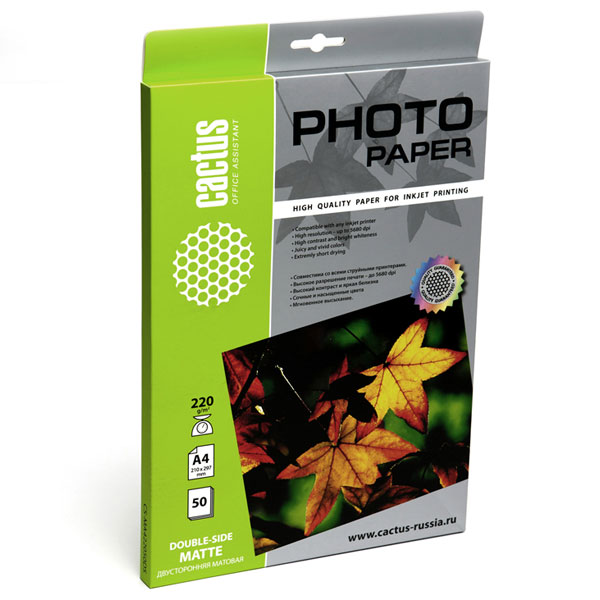 cactus
OFFICE ASSISTANT
PHOTO
PAPER
HIGH QUALITY PAPER FOR INKJET PRINTING
• Compatible with any inkjet printer
• High resolution – up to 5680 dpi
• High contrast and bright whiteness
• Juicy and vivid colors
• Extremly short drying
• Совместима со всеми струйными принтерами.
• Высокое разрешение печати – до 5680 dpi
• Высокий контраст и яркая белизна
• Сочные и насыщенные цвета
• Мгновенное высыхание.
QUALITY GUARANTEE
220
g/m²
A4
210 x 297
mm
50
DOUBLE-SIDE
MATTE
ДВУСТОРОННЯЯ МАТОВАЯ
www.cactus-russia.ru